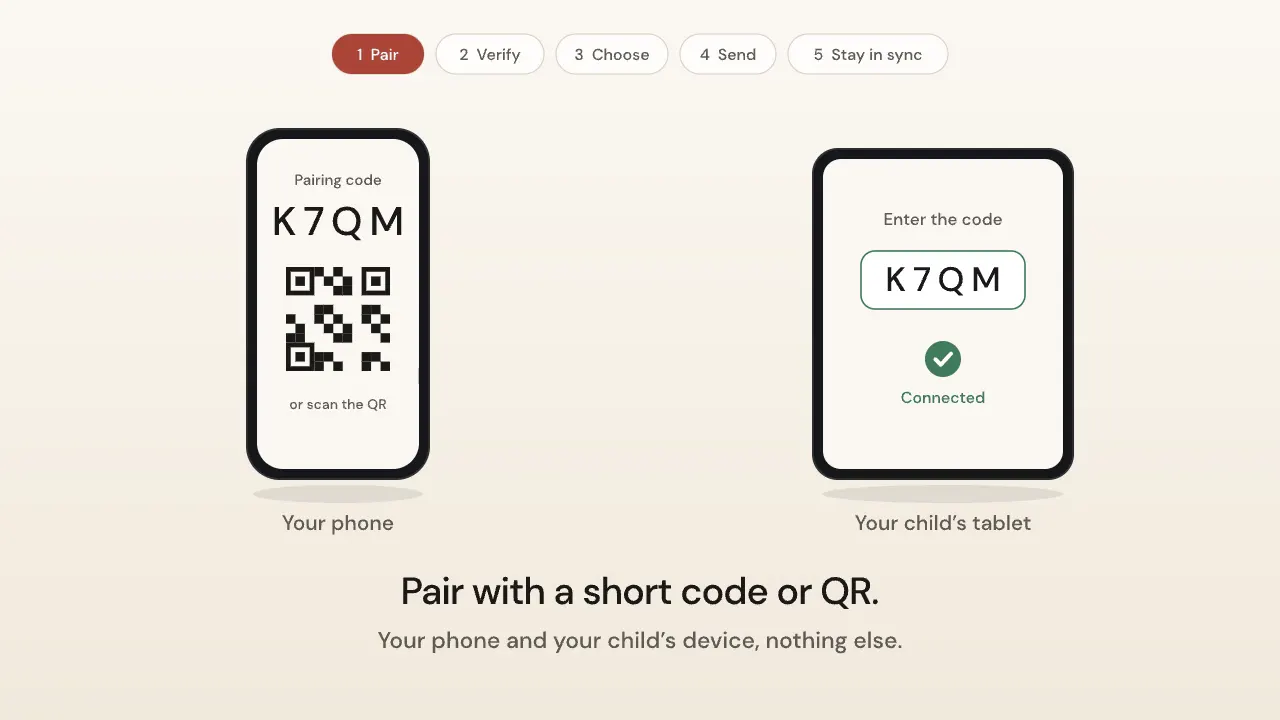 1 Pair
2 Verify
3 Choose
4 Send
5 Stay in sync
Pairing code
K7QM
or scan the QR
Your phone
Enter the code
K7QM
Connected
Your child’s tablet
Pair with a short code or QR.
Your phone and your child’s device, nothing else.